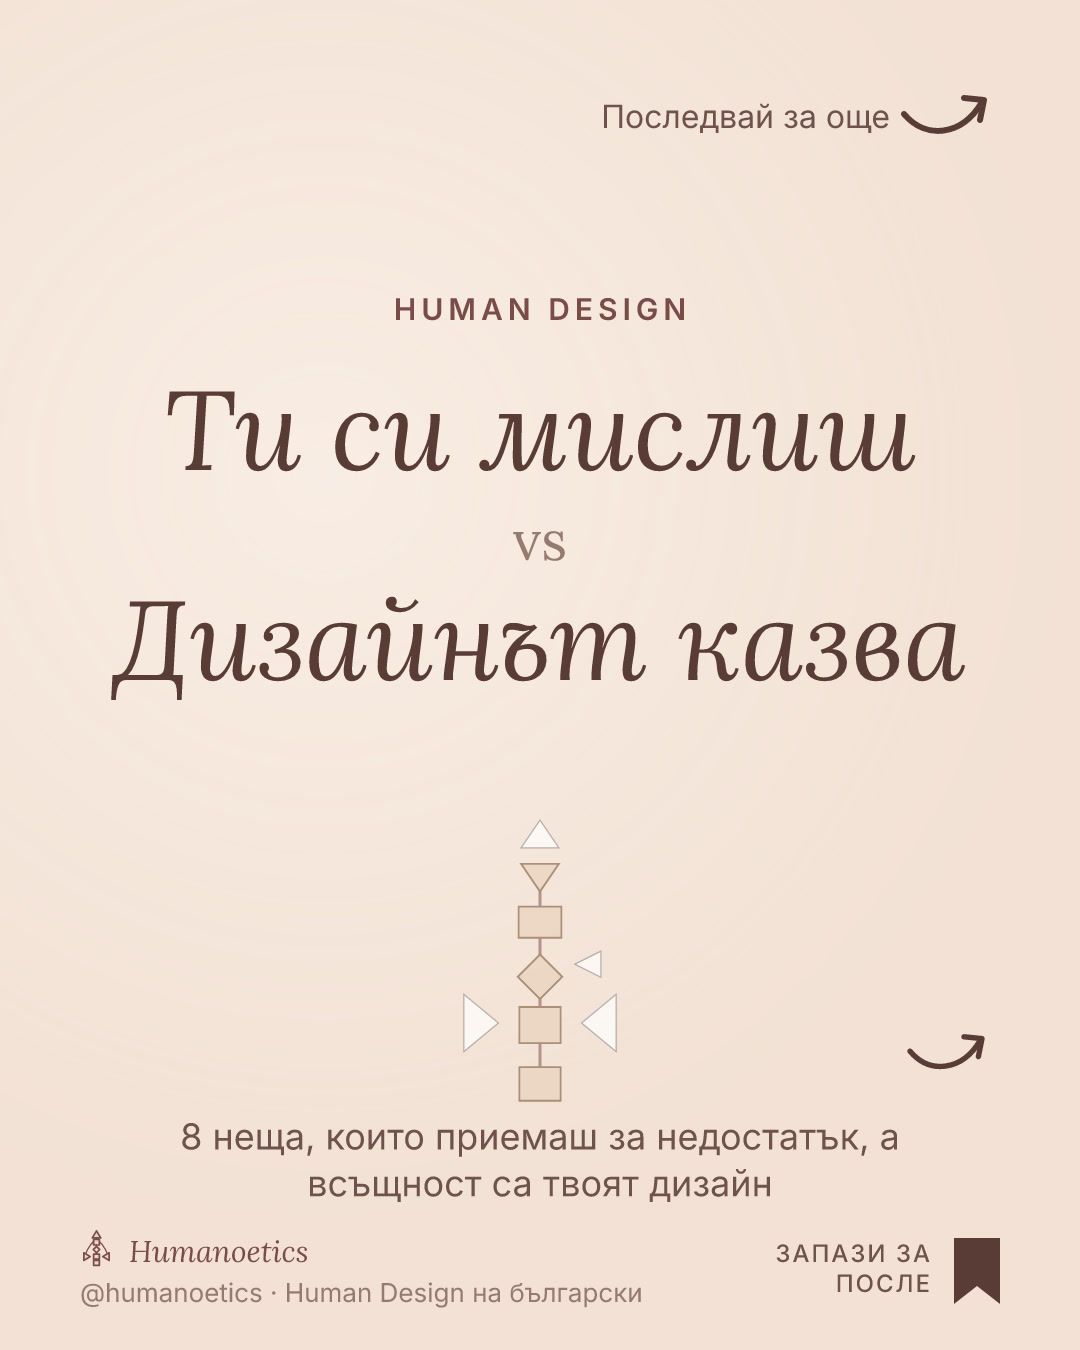 Последвай за още
HUMAN DESIGN
Ти си мислиш
vs
Дизайнът казва
8 неща, които приемаш за недостатък, а
всъщност са твоят дизайн
Humanoetics
@humanoetics · Human Design на български
ЗАПАЗИ ЗА
ПОСЛЕ